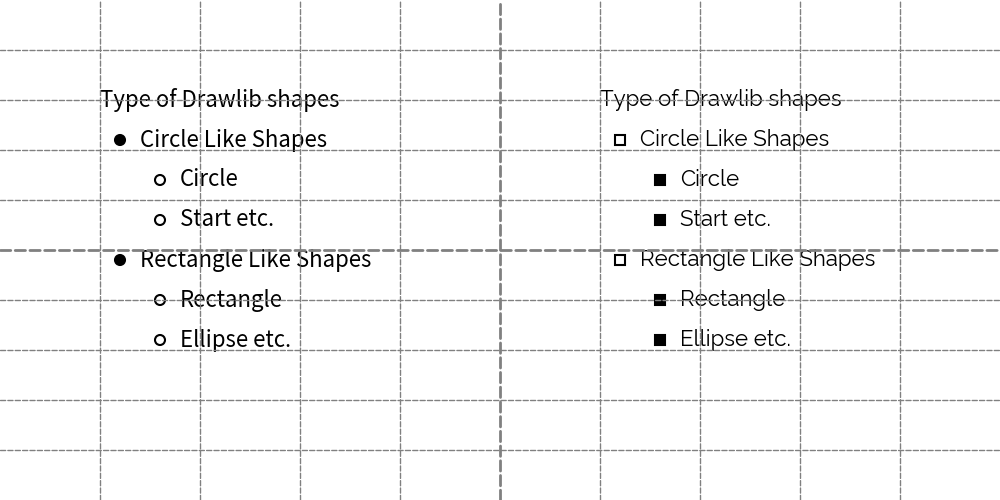 Type of Drawlib shapes
Circle Like Shapes
Circle
Start etc.
Rectangle Like Shapes
Rectangle
Ellipse etc.
Type of Drawlib shapes
Circle Like Shapes
Circle
Start etc.
Rectangle Like Shapes
Rectangle
Ellipse etc.